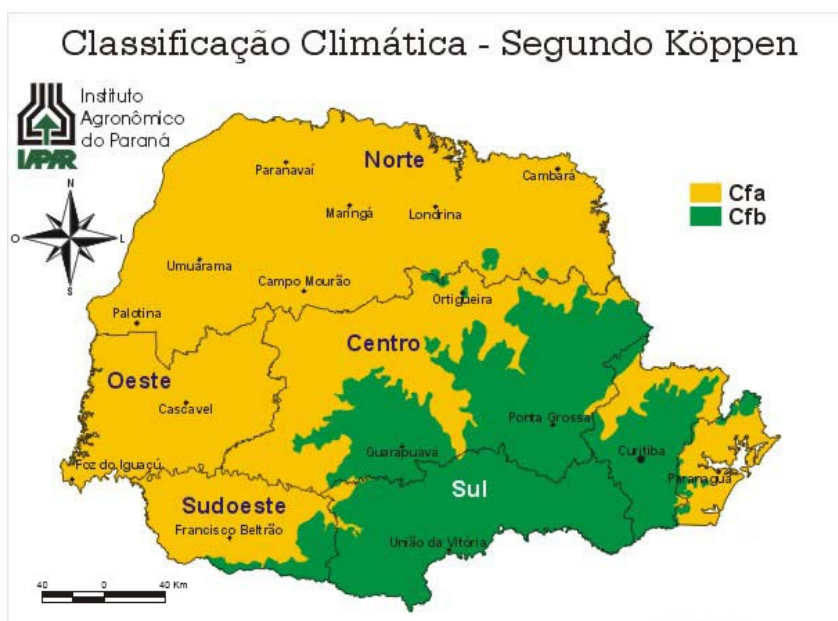 Classificação Climática - Segundo Köppen
Instituto
Agronômico
do Paraná
IAPAR
N
O
L
S
Norte
Paranavaí
Cambará
Maringá
Londrina
Cfa
Cfb
Umuarama
Campo Mourão
Ortigueira
Palotina
Centro
Oeste
Cascavel
Ponta Grossa
Guarapuava
Curitiba
Foz do Iguaçú
Paranaguá
Sul
Sudoeste
Francisco Beltrão
União da Vitória
40 0 40 Km